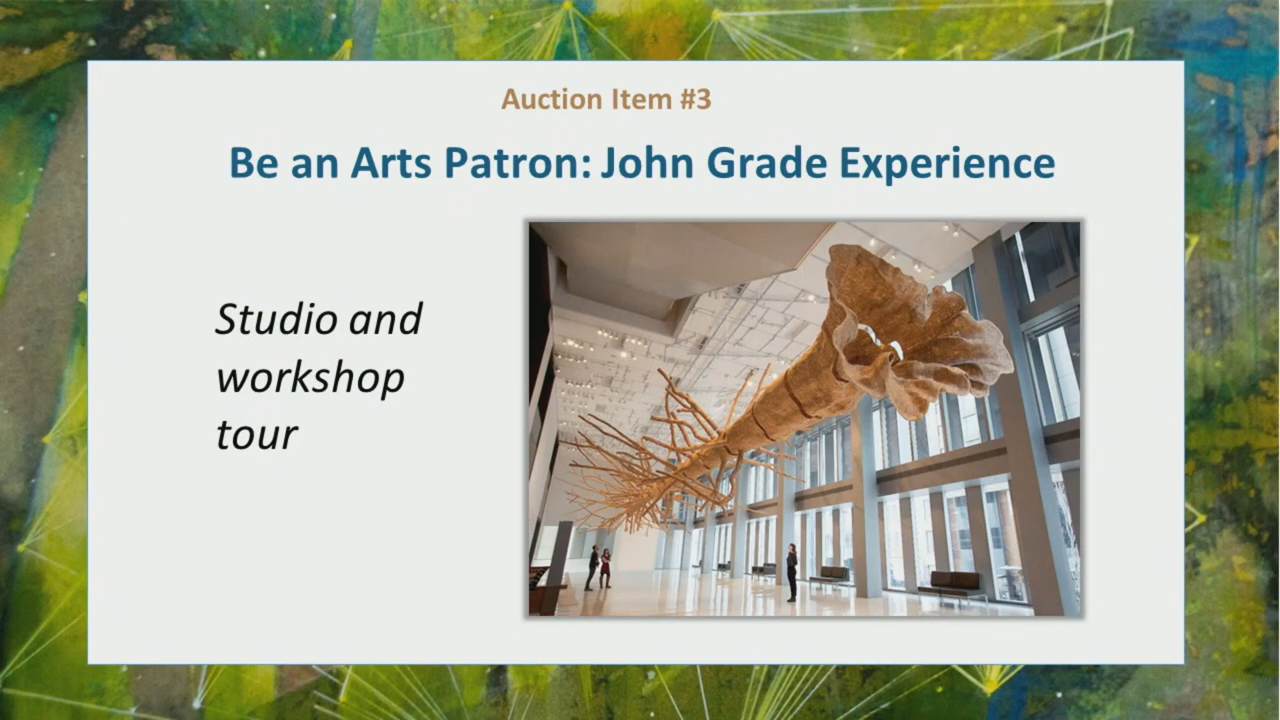 Auction Item #3
Be an Arts Patron: John Grade Experience
Studio and
workshop
tour